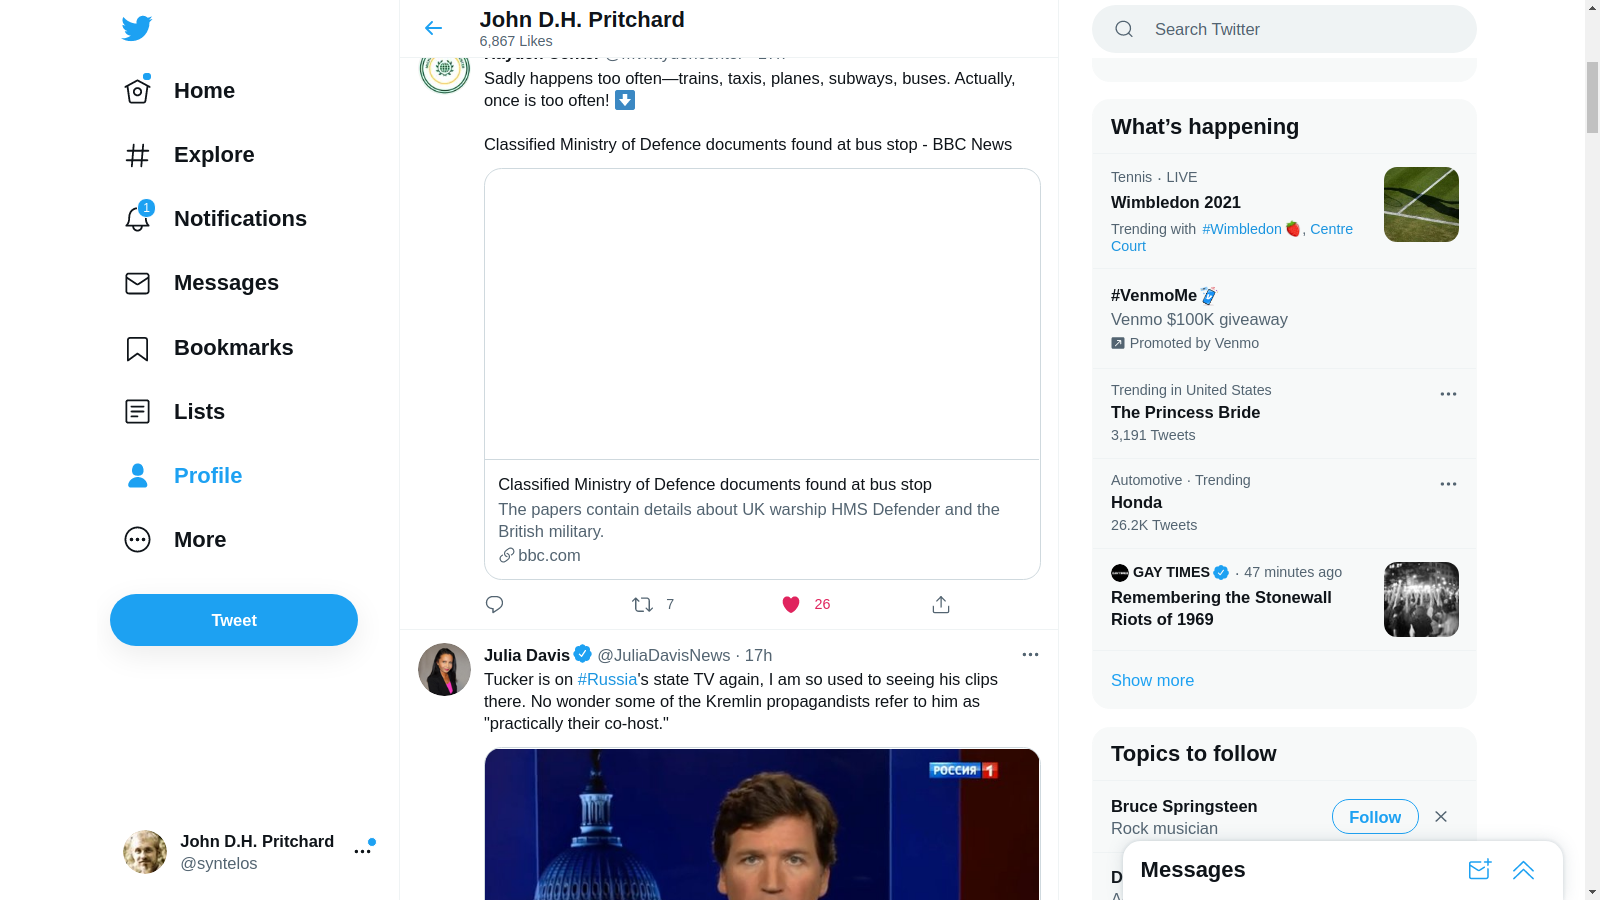 Home
Explore
1
Notifications
Messages
Bookmarks
Lists
Profile
More
Tweet
John D.H. Pritchard
@syntelos
John D.H. Pritchard
6,867 Likes
Sadly happens too often—trains, taxis, planes, subways, buses. Actually,
once is too often! ⬇️
Classified Ministry of Defence documents found at bus stop - BBC News
Classified Ministry of Defence documents found at bus stop
The papers contain details about UK warship HMS Defender and the
British military.
bbc.com
7
26
Julia Davis @JuliaDavisNews · 17h
Tucker is on #Russia's state TV again, I am so used to seeing his clips
there. No wonder some of the Kremlin propagandists refer to him as
"practically their co-host."
РОССИЯ 1
Search Twitter
What’s happening
Tennis · LIVE
Wimbledon 2021
Trending with #Wimbledon🍓, Centre
Court
#VenmoMe
Venmo $100K giveaway
Promoted by Venmo
Trending in United States
The Princess Bride
3,191 Tweets
Automotive · Trending
Honda
26.2K Tweets
GAY TIMES · 47 minutes ago
Remembering the Stonewall
Riots of 1969
Show more
Topics to follow
Bruce Springsteen
Rock musician
Follow
Messages